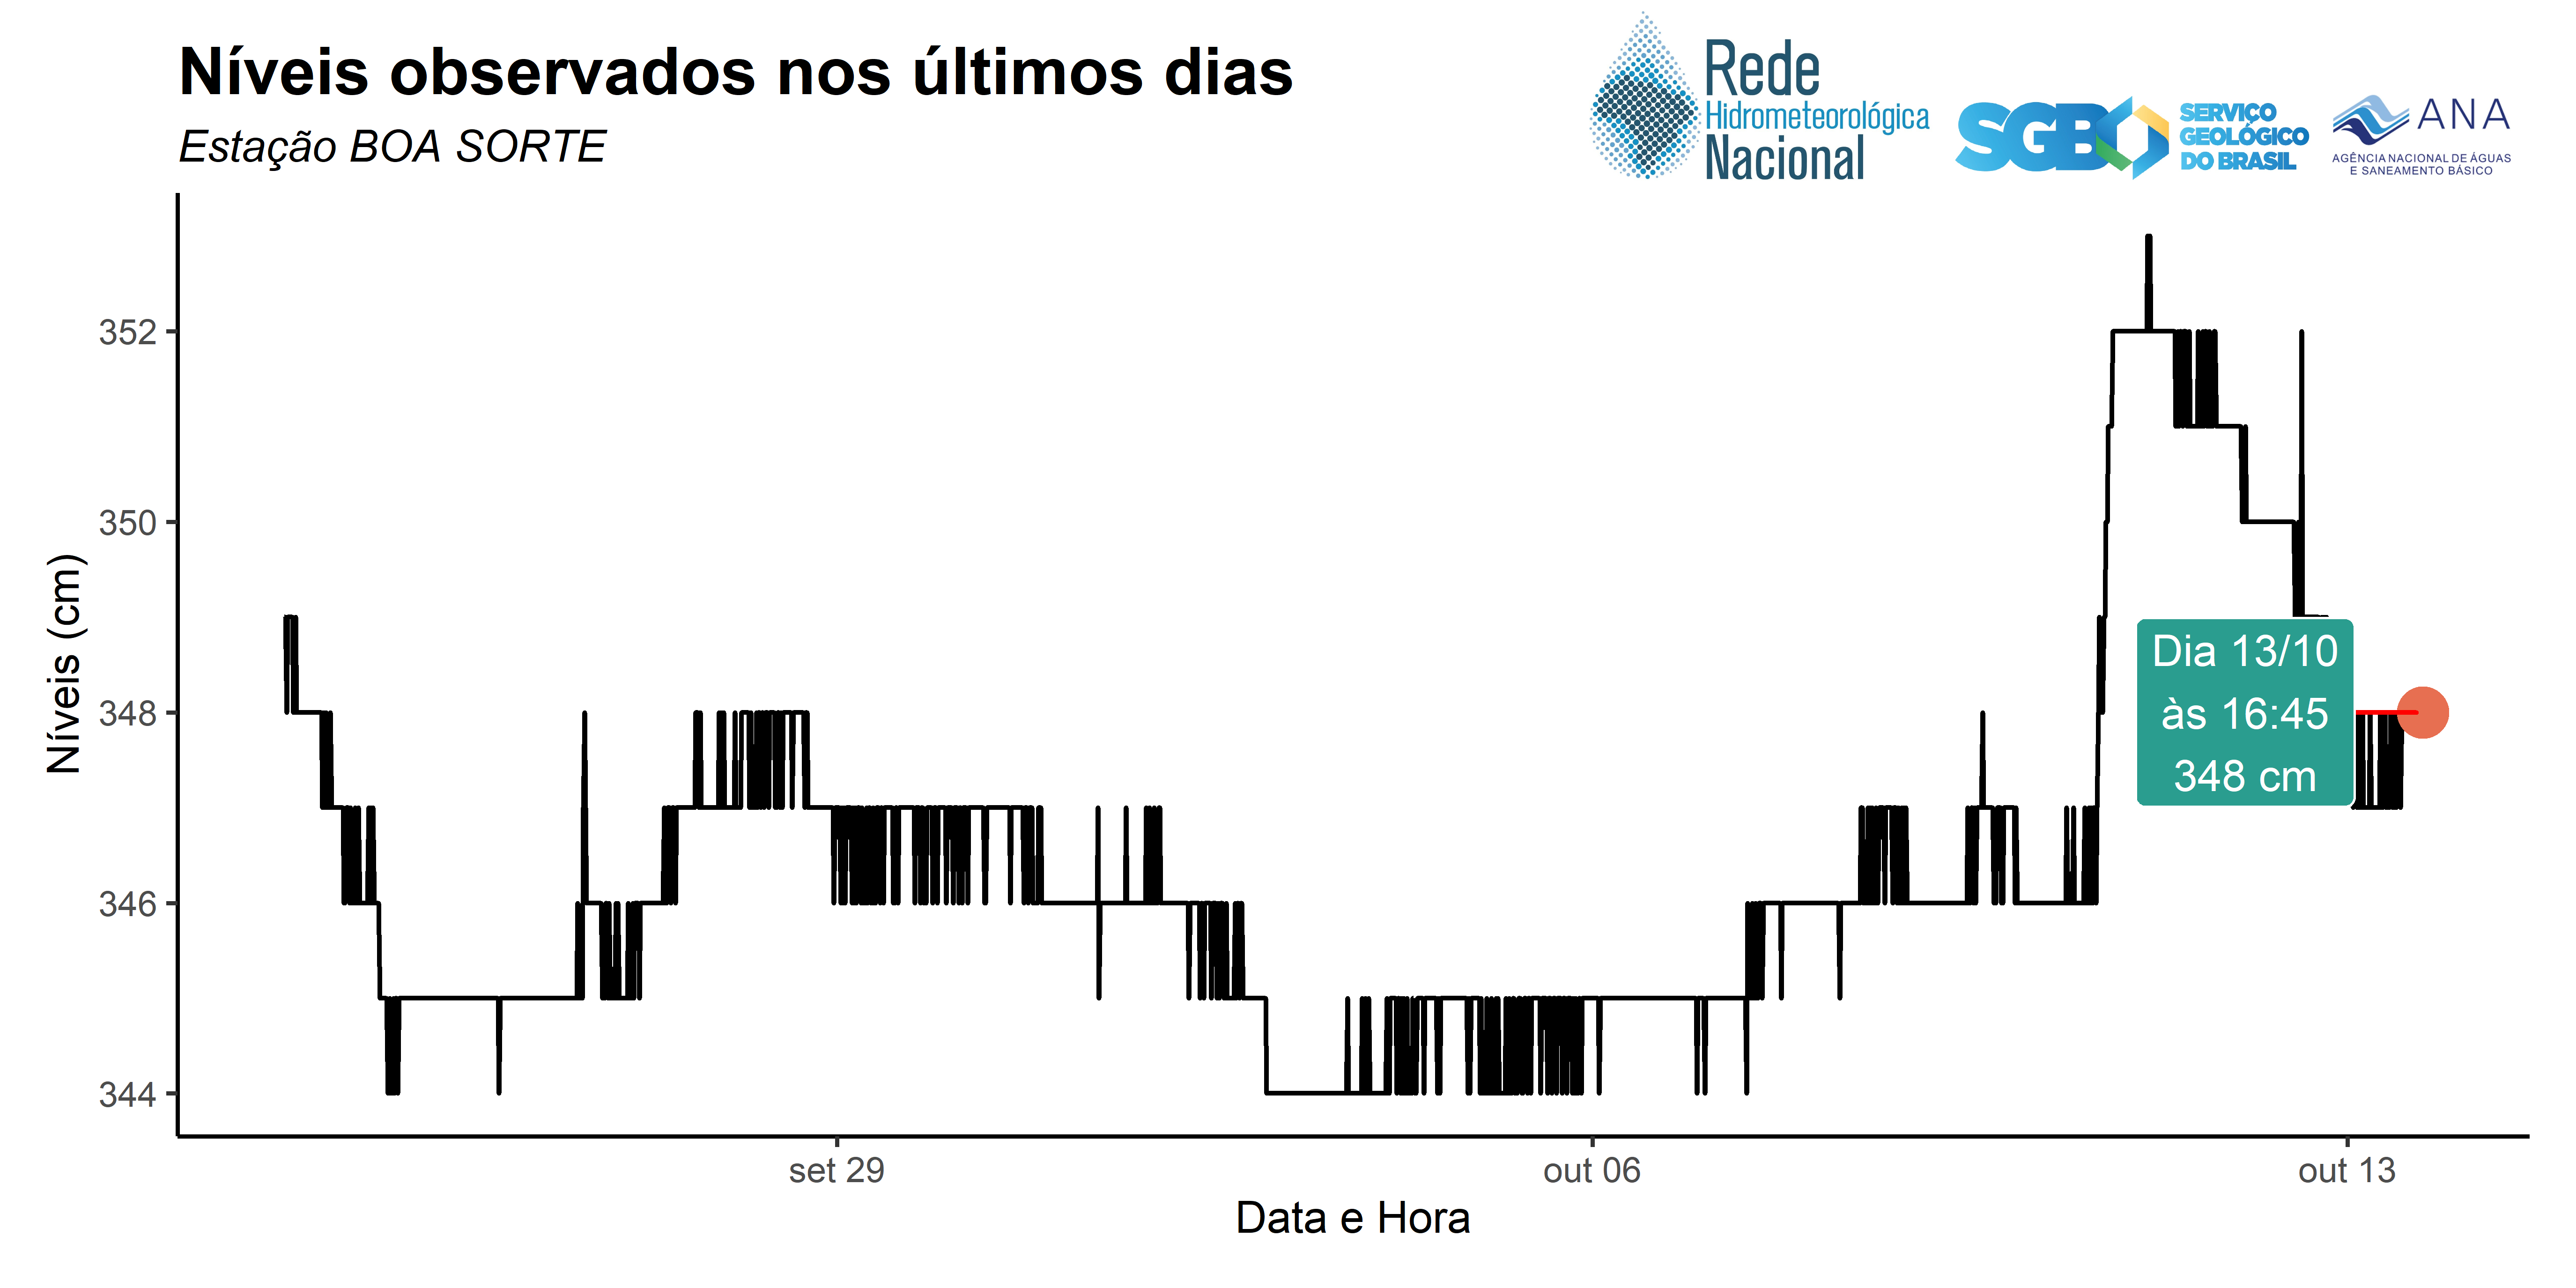 Níveis observados nos últimos dias
Estação BOA SORTE
Rede
Hidrometeorológica
Nacional
SGB
SERVIÇO
GEOLÓGICO
DO BRASIL
ANA
AGÊNCIA NACIONAL DE ÁGUAS
E SANEAMENTO BÁSICO
Níveis (cm)
352
350
348
346
344
Dia 13/10
às 16:45
348 cm
set 29
out 06
out 13
Data e Hora